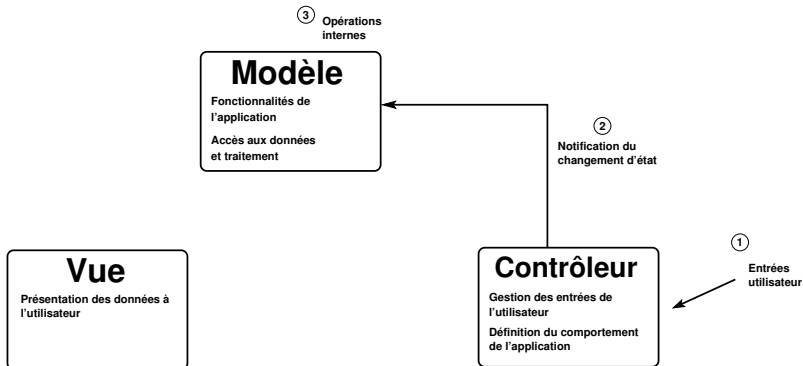 3
Opérations
internes
Modèle
Fonctionnalités de
l'application
Accès aux données
et traitement
2
Notification du
changement d'état
1
Entrées
utilisateur
Vue
Présentation des données à
l'utilisateur
Contrôleur
Gestion des entrées de
l'utilisateur
Définition du comportement
de l'application